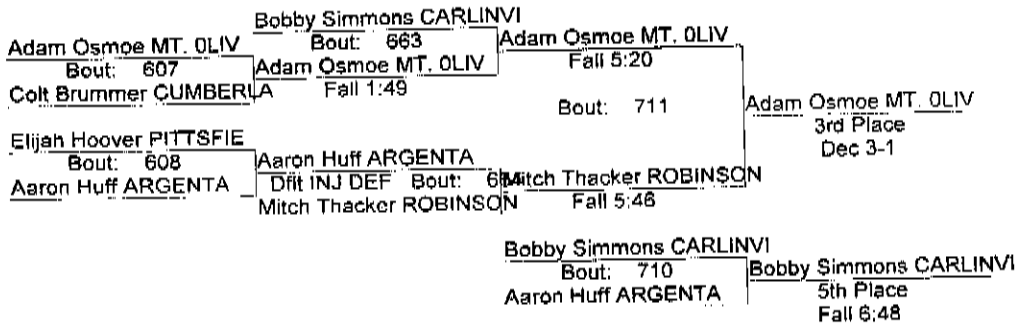 Bobby Simmons CARLINVI
Adam Osmoe MT. OLIV
Bout: 663
Adam Osmoe MT. OLIV
Bout: 607
Adam Osmoe MT. OLIV
Fall 5:20
Colt Brummer CUMBERLA
Fall 1:49
Bout: 711
Adam Osmoe MT. OLIV
3rd Place
Dec 3-1
Elijah Hoover PITTSFIE
Bout: 608
Aaron Huff ARGENTA
Aaron Huff ARGENTA
Dflt INJ DEF Bout:
Mitch Thacker ROBINSON
Mitch Thacker ROBINSON
Fall 5:46
Bobby Simmons CARLINVI
Bout: 710
Bobby Simmons CARLINVI
Aaron Huff ARGENTA
5th Place
Fall 6:48